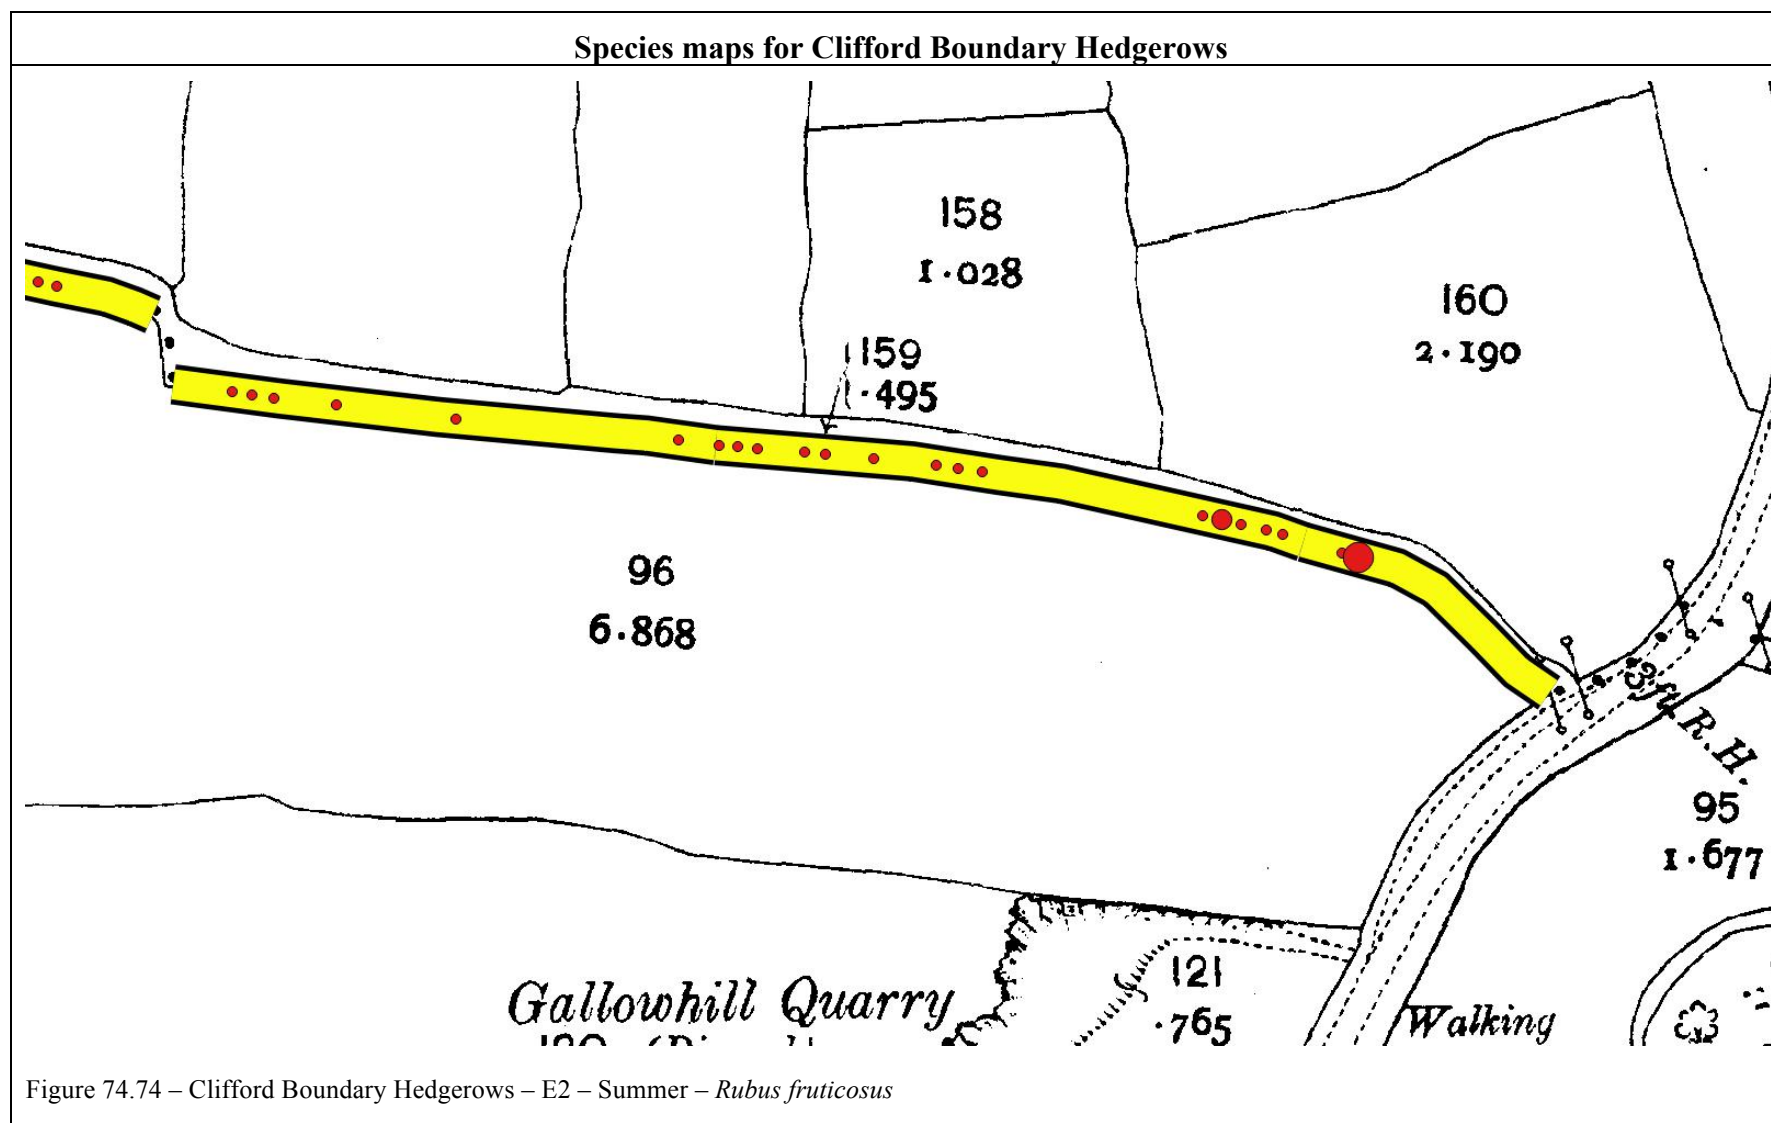 Species maps for Clifford Boundary Hedgerows
158
1·028
160
2·190
159
·495
96
6·868
3ft R.H.
95
1·677
121
·765
Gallowhill Quarry
Walking
Figure 74.74 – Clifford Boundary Hedgerows – E2 – Summer – Rubus fruticosus